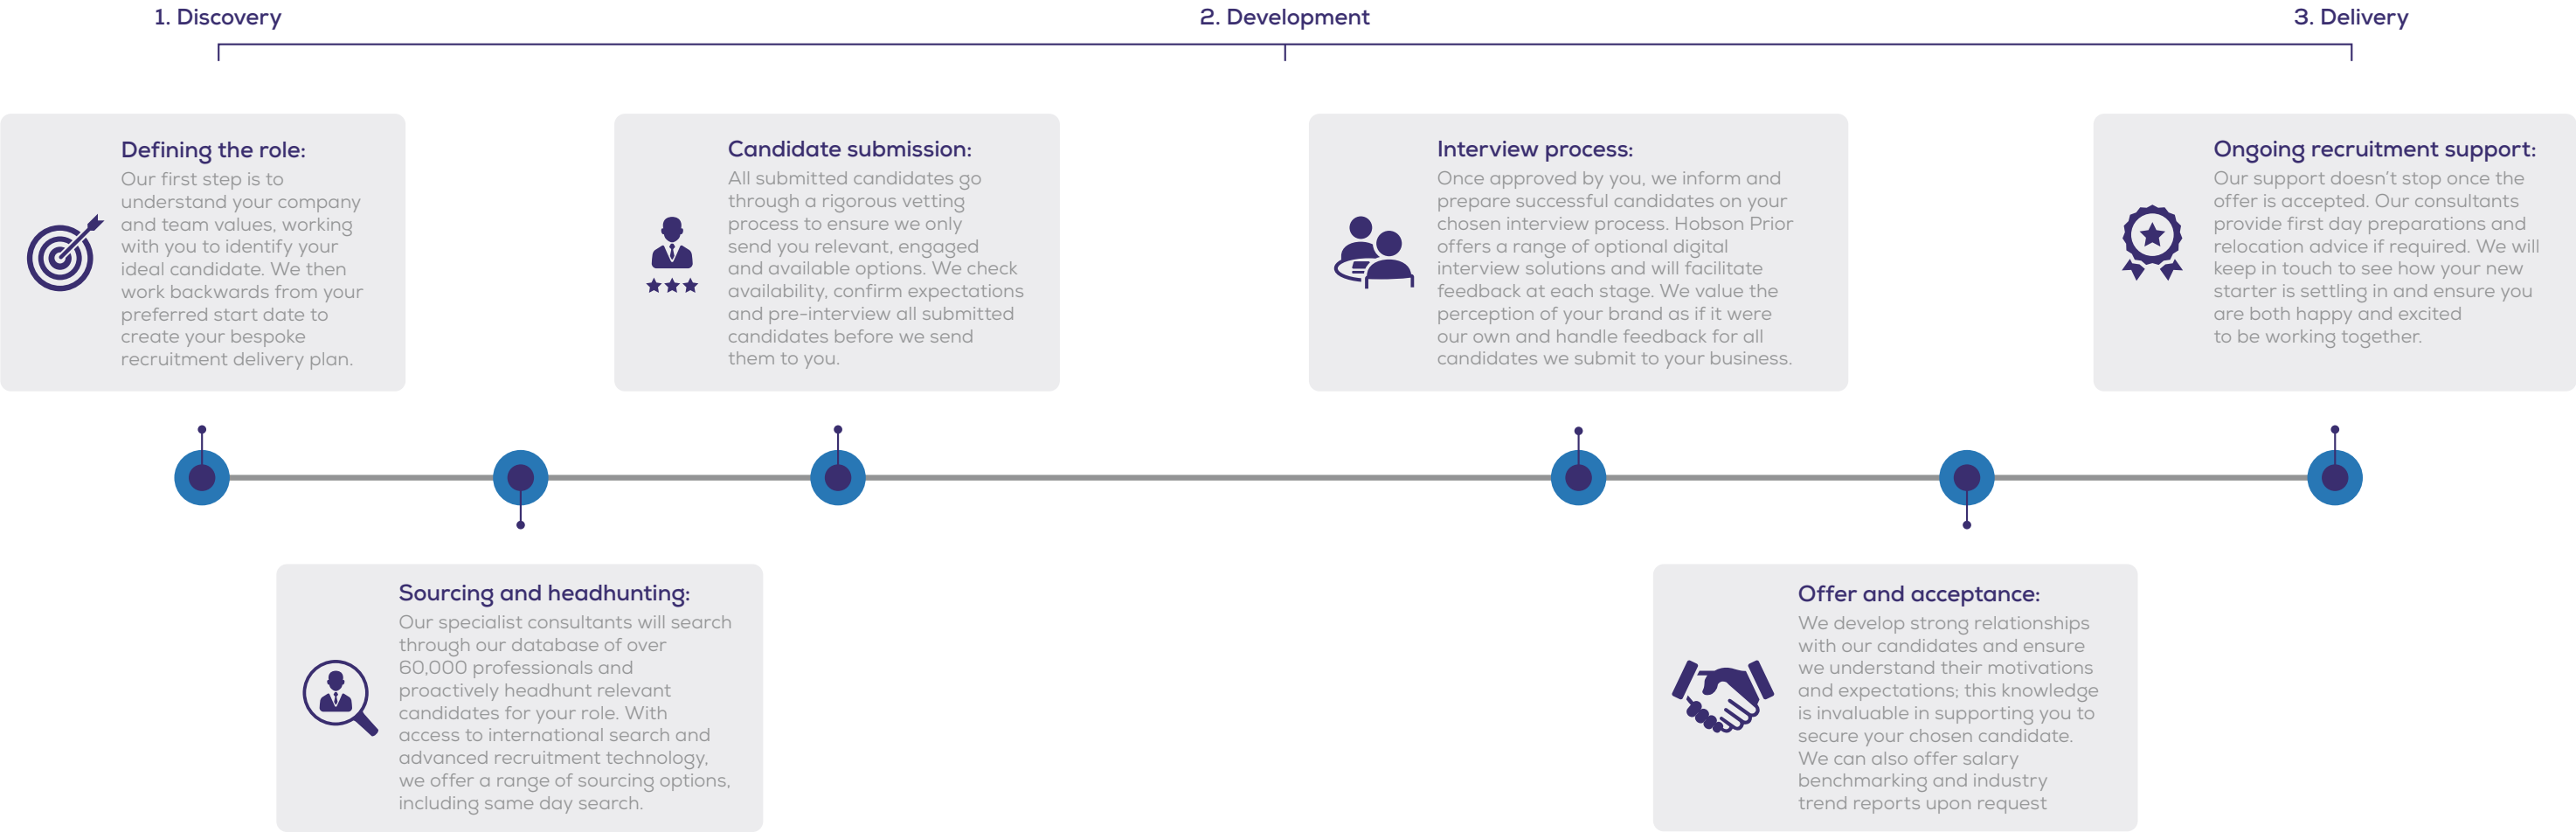 1. Discovery
2. Development
3. Delivery
Defining the role:
Our first step is to
understand your company
and team values, working
with you to identify your
ideal candidate. We then
work backwards from your
preferred start date to
create your bespoke
recruitment delivery plan.
Candidate submission:
All submitted candidates go
through a rigorous vetting
process to ensure we only
send you relevant, engaged
and available options. We check
availability, confirm expectations
and pre-interview all submitted
candidates before we send
them to you.
Interview process:
Once approved by you, we inform and
prepare successful candidates on your
chosen interview process. Hobson Prior
offers a range of optional digital
interview solutions and will facilitate
feedback at each stage. We value the
perception of your brand as if it were
our own and handle feedback for all
candidates we submit to your business.
Ongoing recruitment support:
Our support doesn't stop once the
offer is accepted. Our consultants
provide first day preparations and
relocation advice if required. We will
keep in touch to see how your new
starter is settling in and ensure you
are both happy and excited
to be working together.
Sourcing and headhunting:
Our specialist consultants will search
through our database of over
60,000 professionals and
proactively headhunt relevant
candidates for your role. With
access to international search and
advanced recruitment technology,
we offer a range of sourcing options,
including same day search.
Offer and acceptance:
We develop strong relationships
with our candidates and ensure
we understand their motivations
and expectations; this knowledge
is invaluable in supporting you to
secure your chosen candidate.
We can also offer salary
benchmarking and industry
trend reports upon request